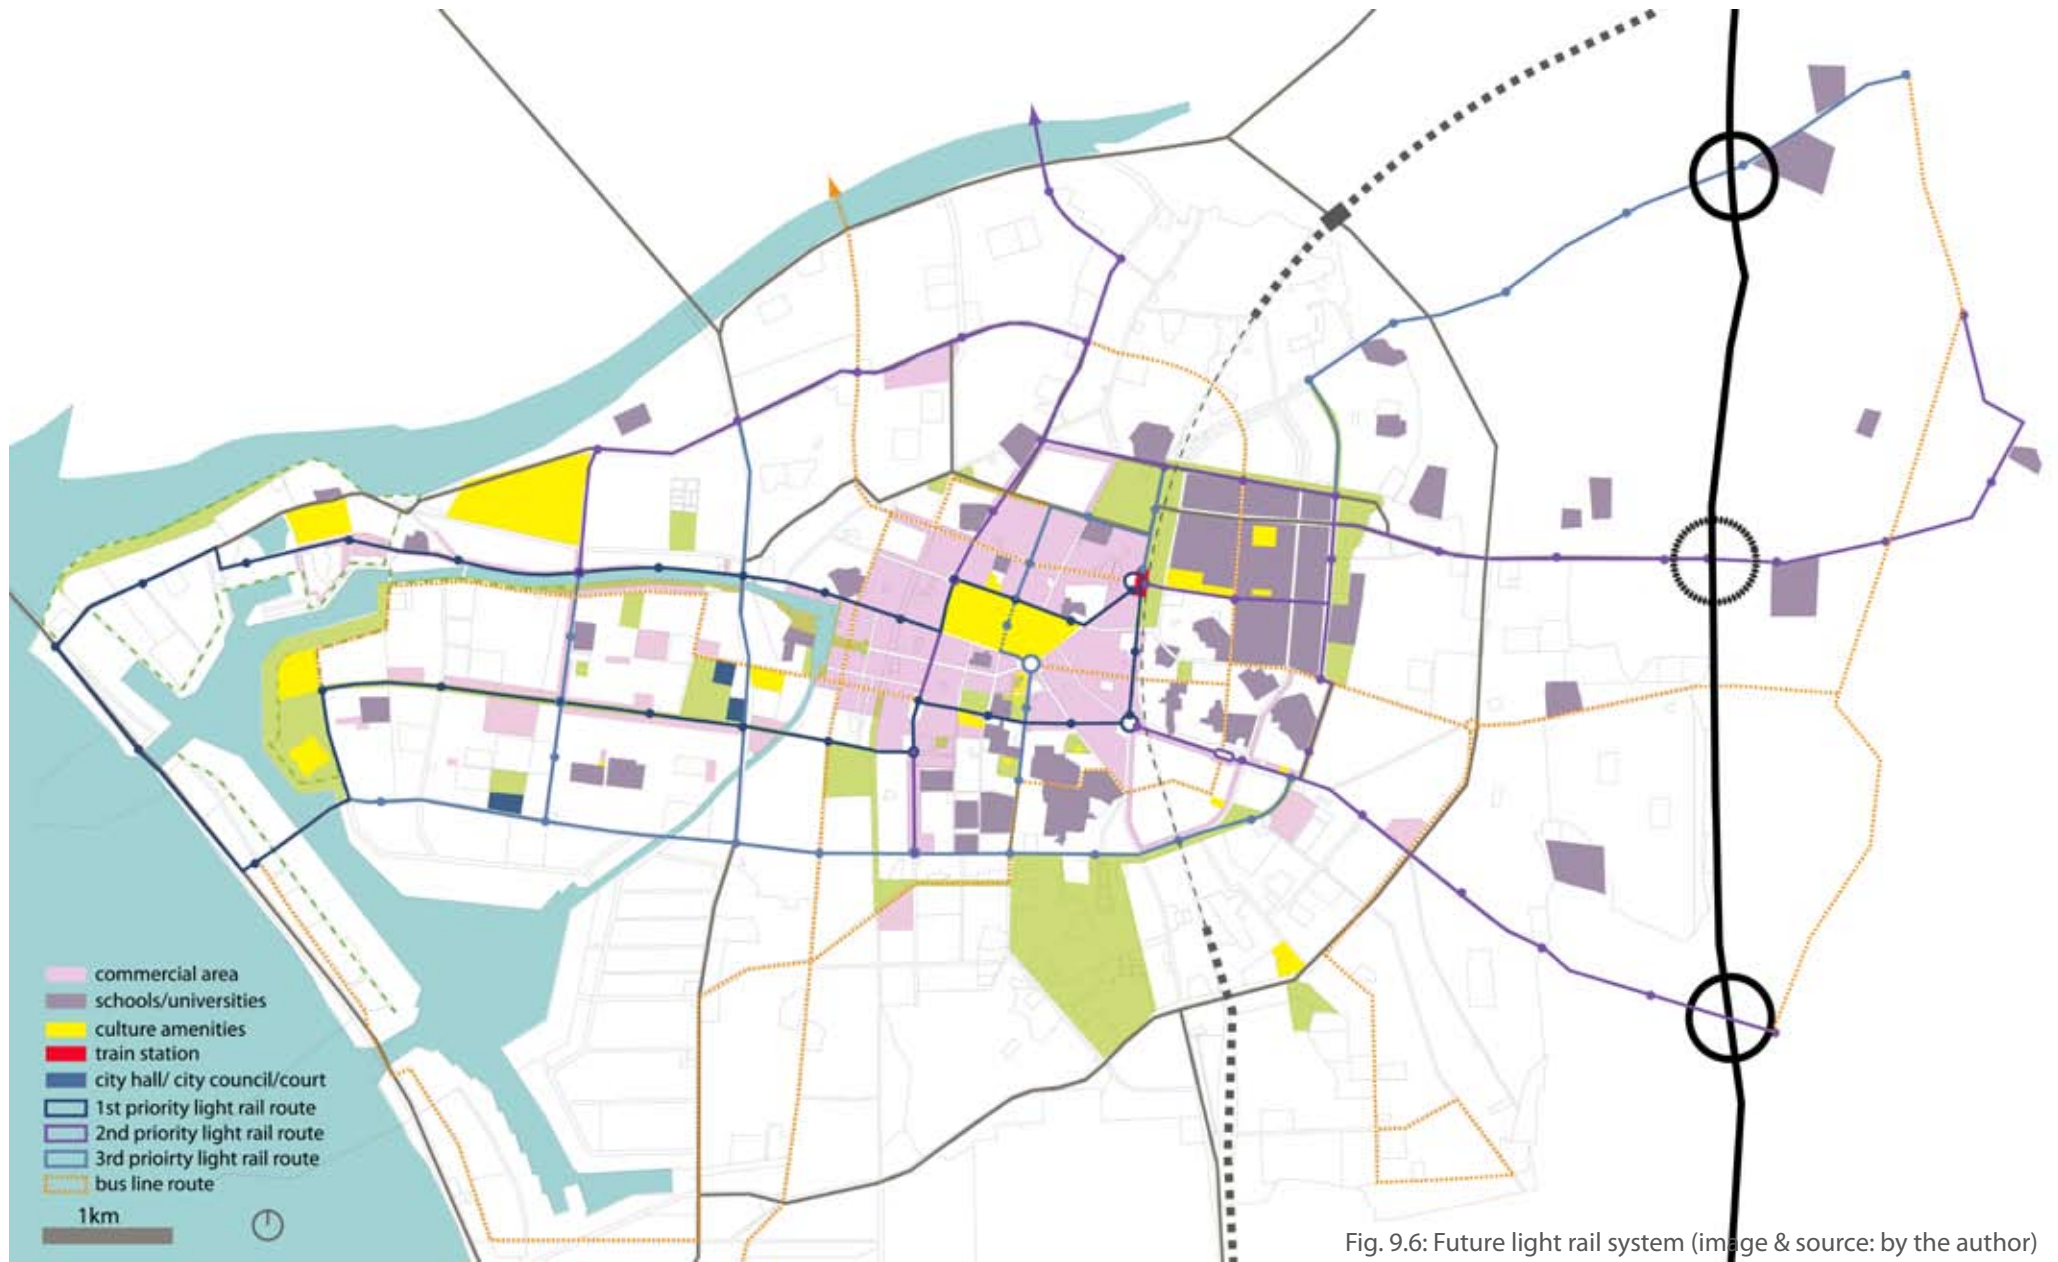 commercial area
schools/universities
culture amenities
train station
city hall/ city council/court
1st priority light rail route
2nd priority light rail route
3rd prioirty light rail route
bus line route
1km
Fig. 9.6: Future light rail system (image & source: by the author)